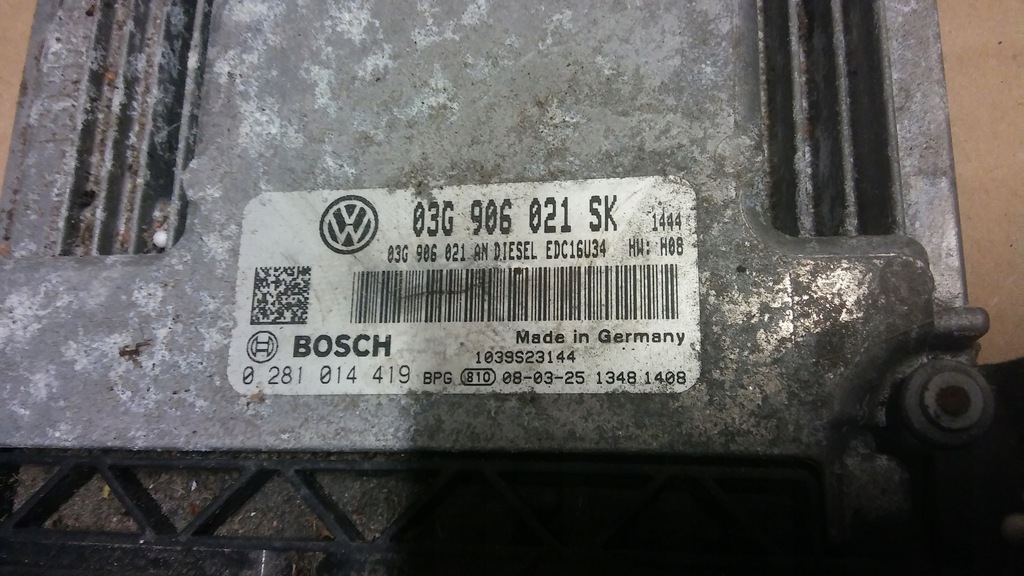 03G 906 021 SK 1444
03G 906 021 AN DIESEL EDC16U34 HW: H08
BOSCH Made in Germany
1039S23144
0 281 014 419 BPG 810 08-03-25 1348 1408